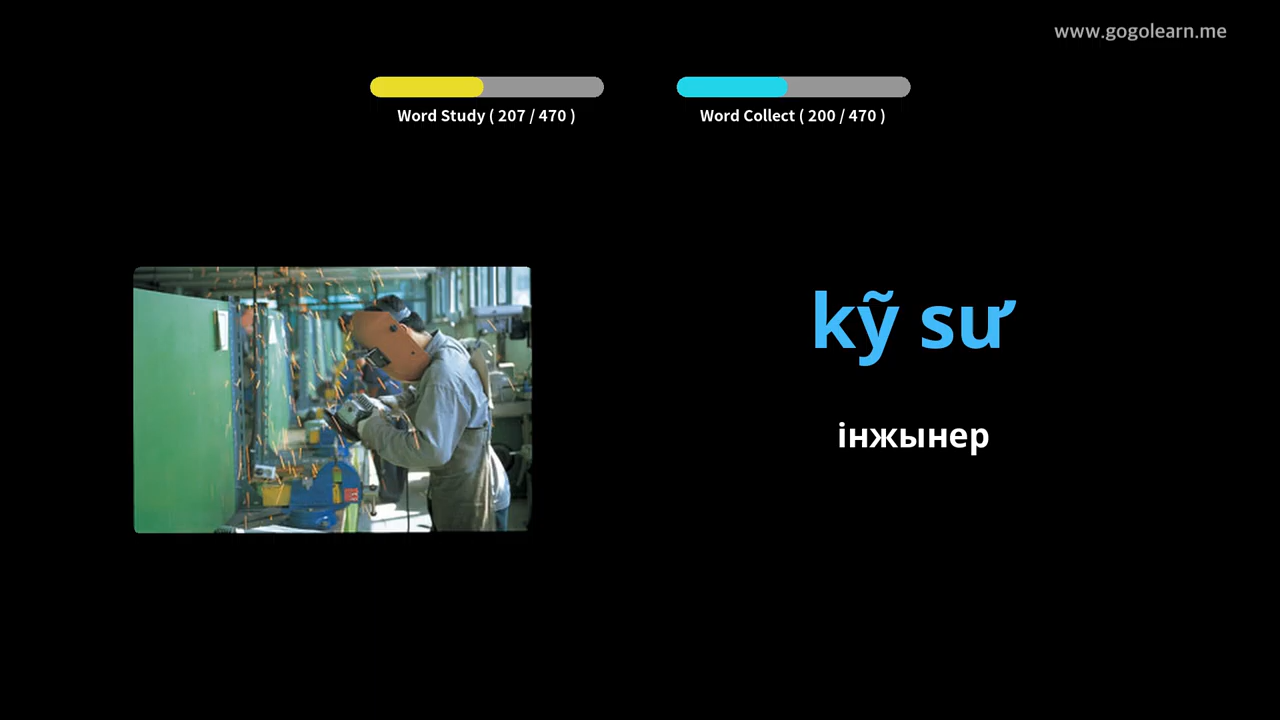 www.gogolearn.me
Word Study ( 207 / 470 )
Word Collect ( 200 / 470 )
kỹ sư
інжынер